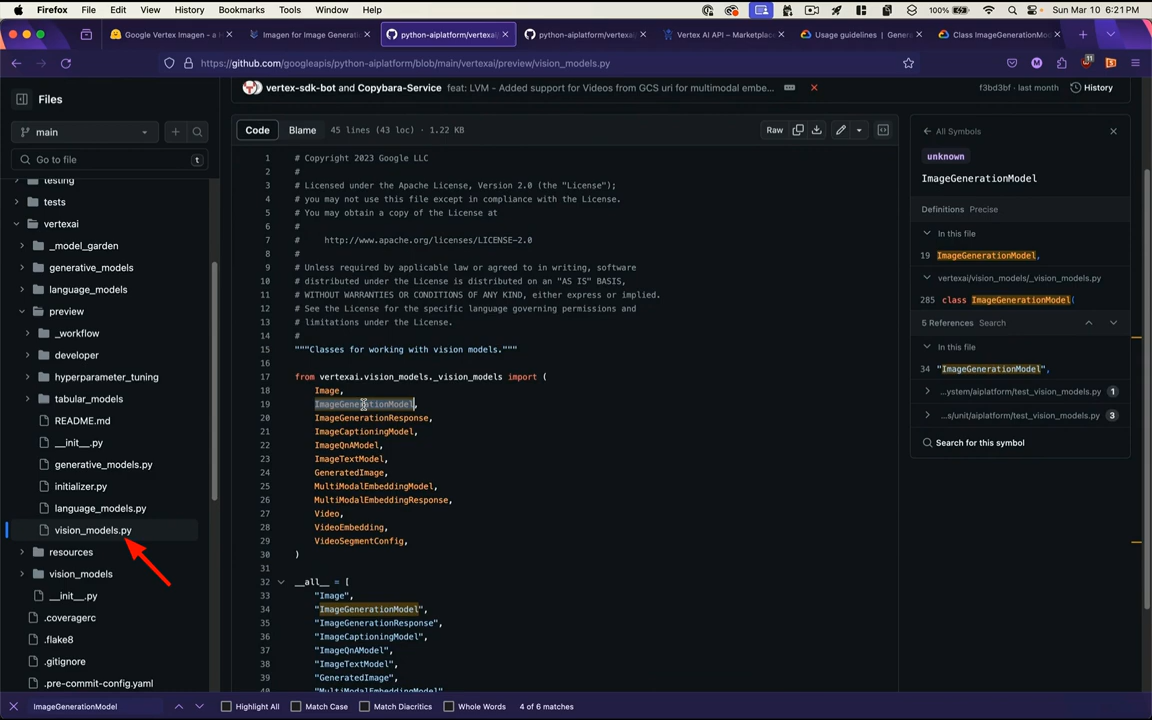 Firefox File Edit View History Bookmarks Tools Window Help 100% Sun Mar 10 6:21 PM
Google Vertex Imagen - a
Imagen for Image Generat
python-aiplatform/vertexai
python-aiplatform/vertexai
Vertex AI API – Marketplace
Usage guidelines | Genera
Class ImageGenerationMod
https://github.com/googleapis/python-aiplatform/blob/main/vertexai/preview/vision_models.py
11
Files
main
Go to file
t
testing
tests
vertexai
_model_garden
generative_models
language_models
preview
_workflow
developer
hyperparameter_tuning
tabular_models
README.md
__init__.py
generative_models.py
initializer.py
language_models.py
vision_models.py
resources
vision_models
__init__.py
.coveragerc
.flake8
.gitignore
.pre-commit-config.yaml
vertex-sdk-bot and Copybara-Service feat: LVM - Added support for Videos from GCS uri for multimodal embe... f3bd3bf · last month History
Code Blame 45 lines (43 loc) · 1.22 KB Raw
1 # Copyright 2023 Google LLC
2 #
3 # Licensed under the Apache License, Version 2.0 (the "License");
4 # you may not use this file except in compliance with the License.
5 # You may obtain a copy of the License at
6 #
7 # http://www.apache.org/licenses/LICENSE-2.0
8 #
9 # Unless required by applicable law or agreed to in writing, software
10 # distributed under the License is distributed on an "AS IS" BASIS,
11 # WITHOUT WARRANTIES OR CONDITIONS OF ANY KIND, either express or implied.
12 # See the License for the specific language governing permissions and
13 # limitations under the License.
14 #
15 """Classes for working with vision models."""
16
17 from vertexai.vision_models._vision_models import (
18 Image,
19 ImageGenerationModel,
20 ImageGenerationResponse,
21 ImageCaptioningModel,
22 ImageQnAModel,
23 ImageTextModel,
24 GeneratedImage,
25 MultiModalEmbeddingModel,
26 MultiModalEmbeddingResponse,
27 Video,
28 VideoEmbedding,
29 VideoSegmentConfig,
30 )
31
32 __all__ = [
33 "Image",
34 "ImageGenerationModel",
35 "ImageGenerationResponse",
36 "ImageCaptioningModel",
37 "ImageQnAModel",
38 "ImageTextModel",
39 "GeneratedImage",
40 "MultiModalEmbeddingModel",
All Symbols
unknown
ImageGenerationModel
Definitions Precise
In this file
19 ImageGenerationModel,
vertexai/vision_models/_vision_models.py
285 class ImageGenerationModel(
5 References Search
In this file
34 "ImageGenerationModel",
...ystem/aiplatform/test_vision_models.py 1
...s/unit/aiplatform/test_vision_models.py 3
Search for this symbol
ImageGenerationModel Highlight All Match Case Match Diacritics Whole Words 4 of 6 matches